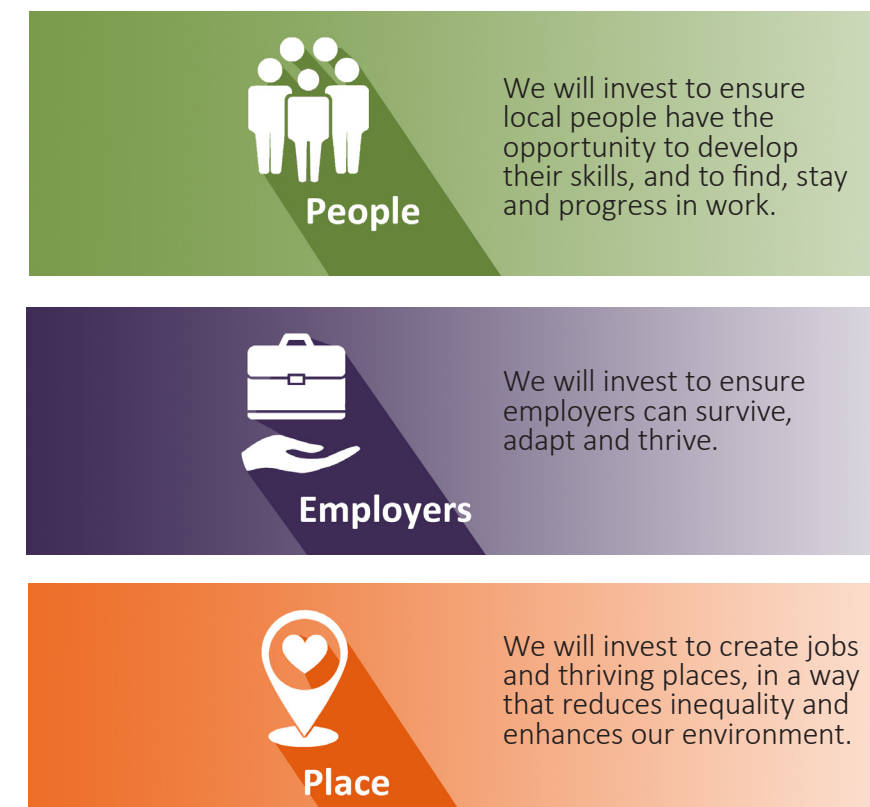 People
We will invest to ensure
local people have the
opportunity to develop
their skills, and to find, stay
and progress in work.
Employers
We will invest to ensure
employers can survive,
adapt and thrive.
Place
We will invest to create jobs
and thriving places, in a way
that reduces inequality and
enhances our environment.